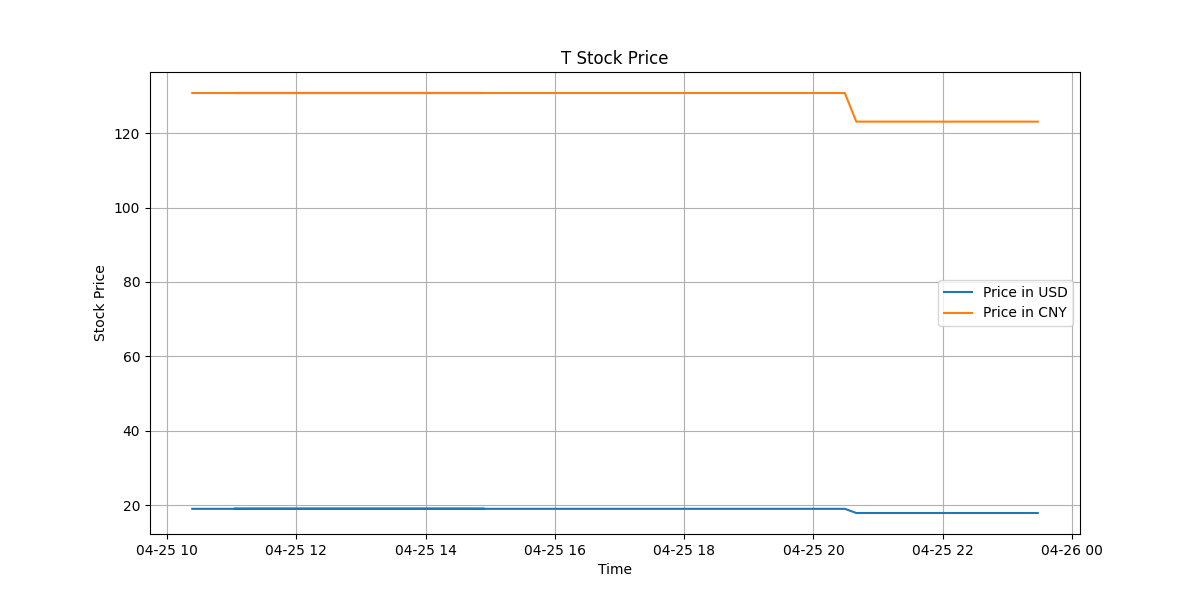 T Stock Price
Stock Price
120
100
80
60
40
20
Price in USD
Price in CNY
04-25 10
04-25 12
04-25 14
04-25 16
04-25 18
04-25 20
04-25 22
04-26 00
Time